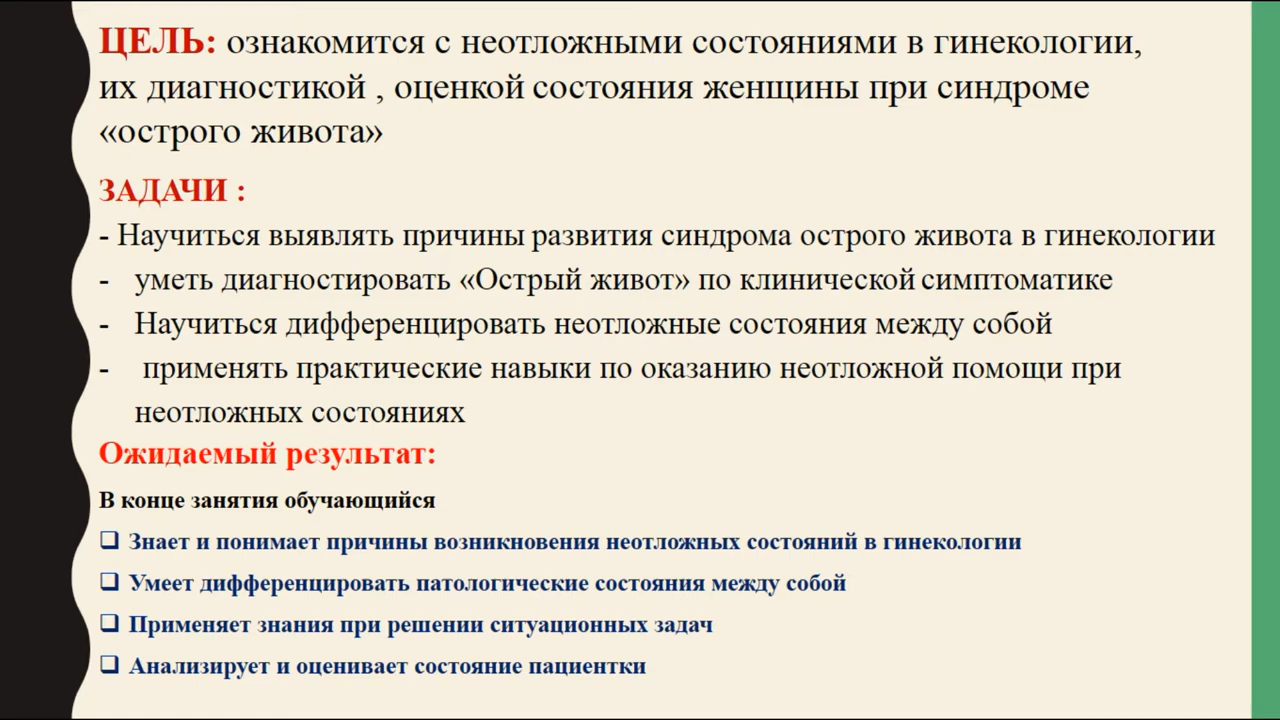 ЦЕЛЬ: ознакомится с неотложными состояниями в гинекологии,
их диагностикой , оценкой состояния женщины при синдроме
«острого живота»
ЗАДАЧИ :
- Научиться выявлять причины развития синдрома острого живота в гинекологии
- уметь диагностировать «Острый живот» по клинической симптоматике
- Научиться дифференцировать неотложные состояния между собой
- применять практические навыки по оказанию неотложной помощи при
неотложных состояниях
Ожидаемый результат:
В конце занятия обучающийся
❑ Знает и понимает причины возникновения неотложных состояний в гинекологии
❑ Умеет дифференцировать патологические состояния между собой
❑ Применяет знания при решении ситуационных задач
❑ Анализирует и оценивает состояние пациентки